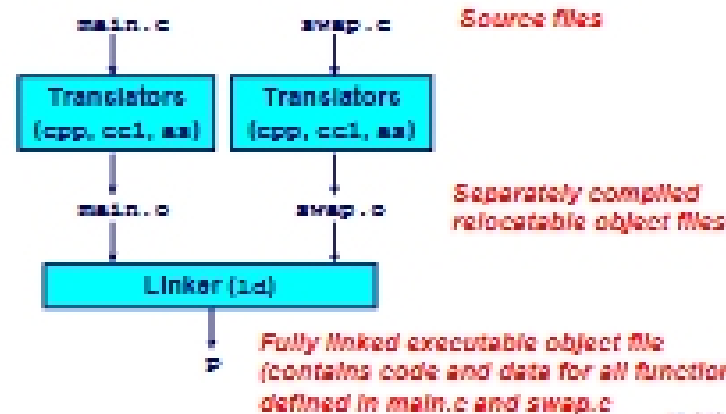 main.c swap.c Source files
Translators Translators
(cpp, cc1, as) (cpp, cc1, as)
main.o swap.o Separately compiled
relocatable object files
Linker (ld)
p Fully linked executable object file
(contains code and data for all function
defined in main.c and swap.c